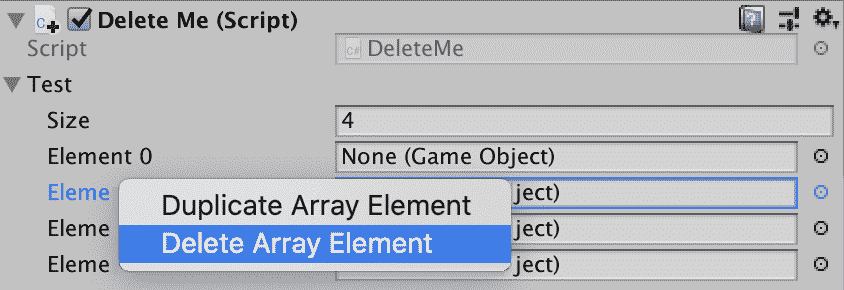 Delete Me (Script)
Script DeleteMe
Test
Size 4
Element 0 None (Game Object)
Eleme ject)
Duplicate Array Element
Eleme ject)
Delete Array Element
Eleme ject)